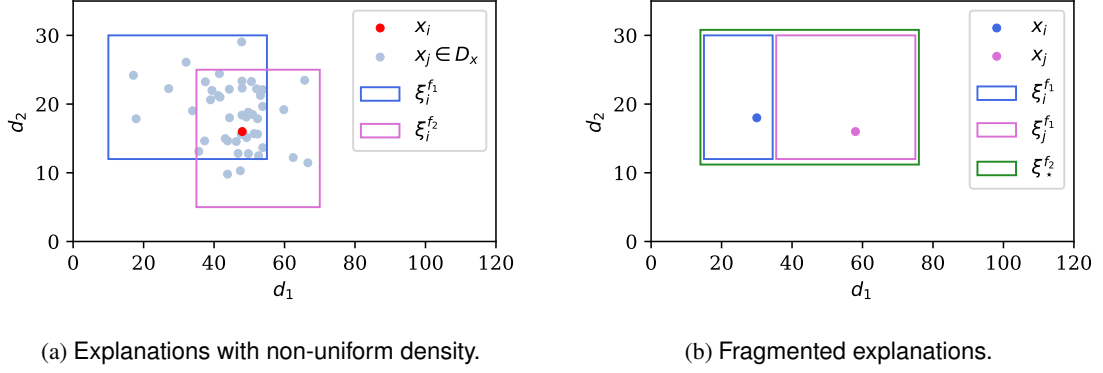 30
20
10
0
d₂
0 20 40 60 80 100 120
d₁
xᵢ
xⱼ ∈ Dₓ
ξᵢ^f₁
ξᵢ^f₂
(a) Explanations with non-uniform density.
30
20
10
0
d₂
0 20 40 60 80 100 120
d₁
xᵢ
xⱼ
ξᵢ^f₁
ξⱼ^f₁
ξ⋆^f₂
(b) Fragmented explanations.